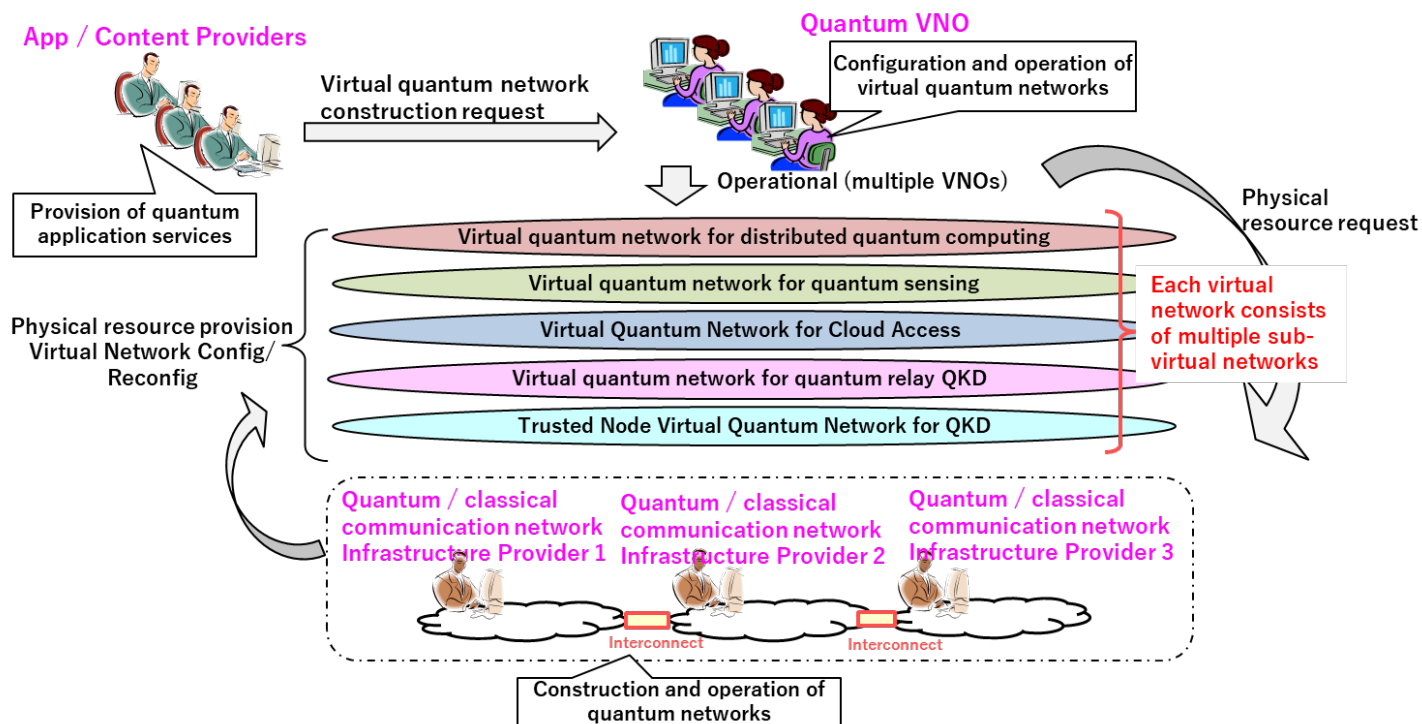 App / Content Providers
Quantum VNO
Virtual quantum network
construction request
Configuration and operation of
virtual quantum networks
Provision of quantum
application services
Operational (multiple VNOs)
Physical
resource request
Virtual quantum network for distributed quantum computing
Virtual quantum network for quantum sensing
Virtual Quantum Network for Cloud Access
Virtual quantum network for quantum relay QKD
Trusted Node Virtual Quantum Network for QKD
Each virtual
network consists
of multiple sub-
virtual networks
Physical resource provision
Virtual Network Config/
Reconfig
Quantum / classical
communication network
Infrastructure Provider 1
Quantum / classical
communication network
Infrastructure Provider 2
Quantum / classical
communication network
Infrastructure Provider 3
Interconnect
Interconnect
Construction and operation of
quantum networks